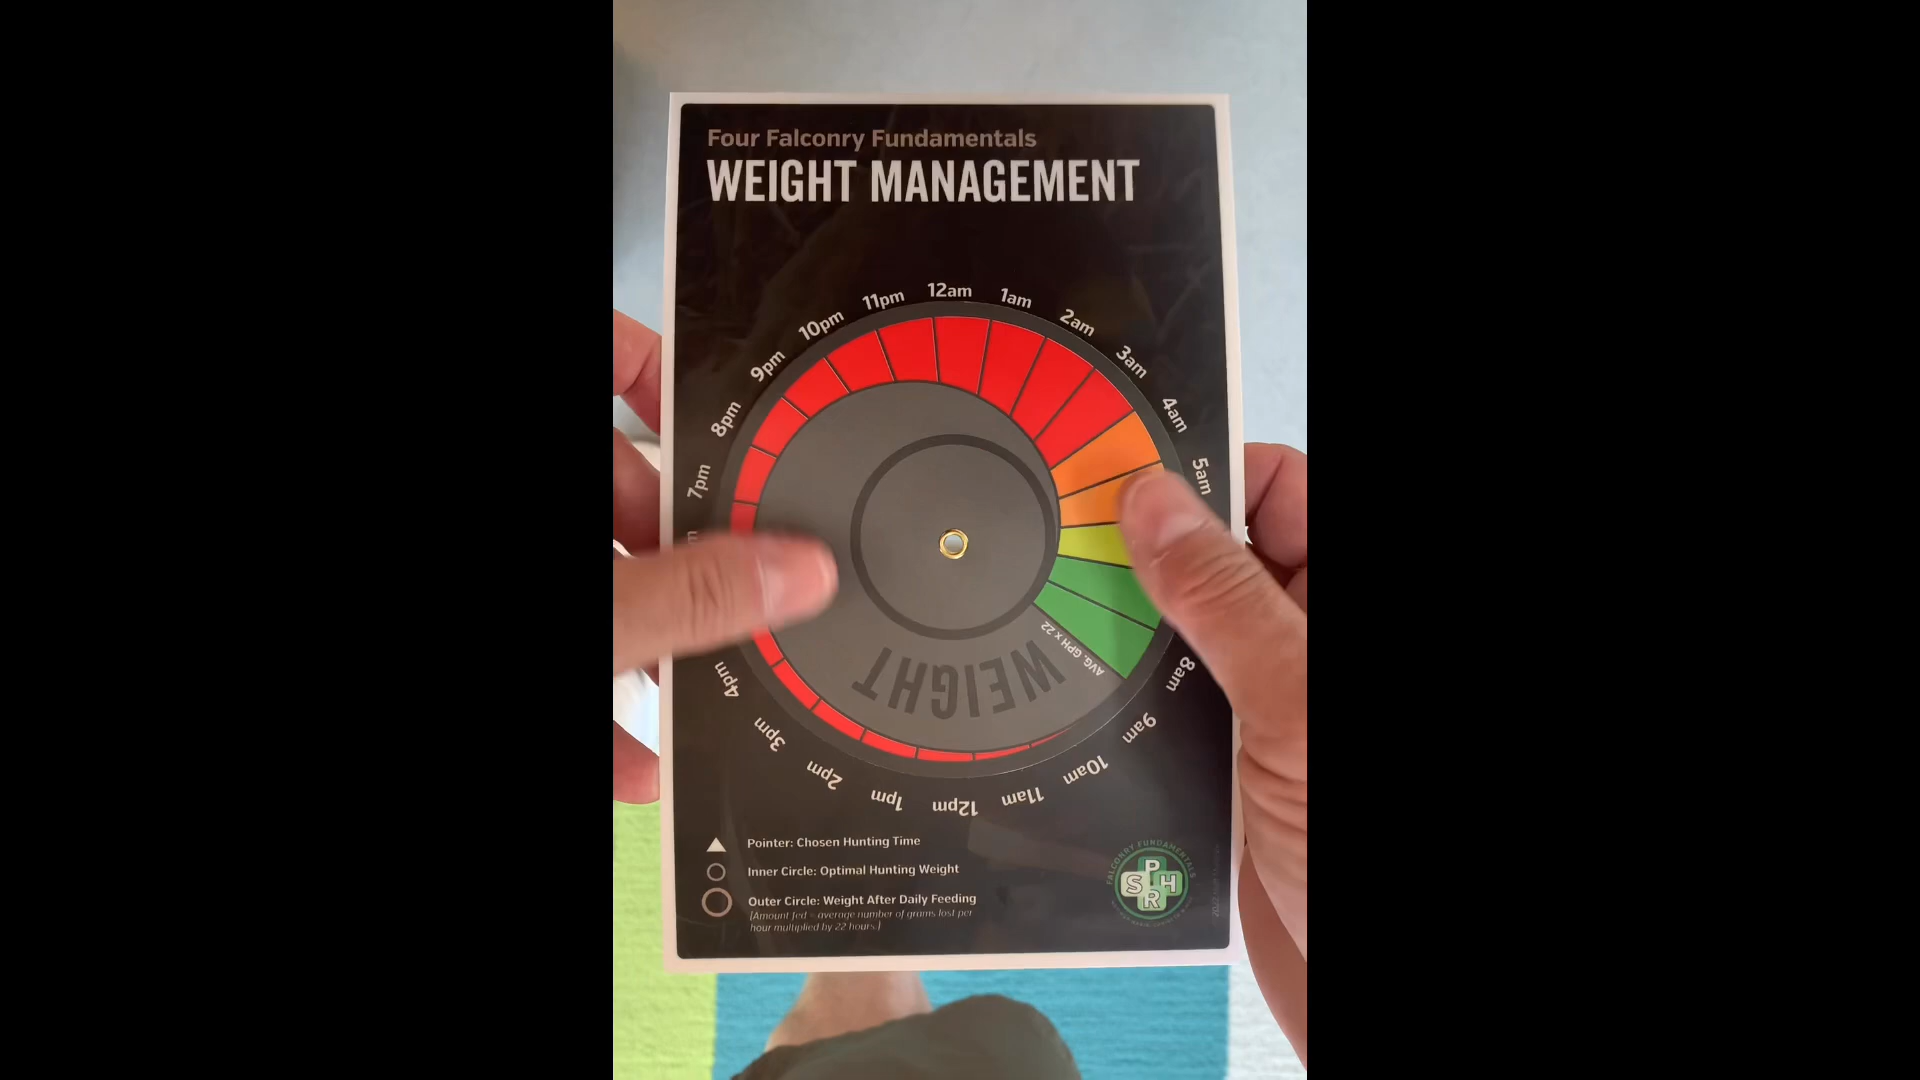 Four Falconry Fundamentals
WEIGHT MANAGEMENT
12am
1am
2am
3am
4am
5am
8am
9am
10am
11am
12pm
1pm
2pm
3pm
4pm
7pm
8pm
9pm
10pm
11pm
AVG. GPH x 22
WEIGHT
Pointer: Chosen Hunting Time
Inner Circle: Optimal Hunting Weight
Outer Circle: Weight After Daily Feeding
(Amount fed = average number of grams lost per
hour multiplied by 22 hours.)
FALCONRY FUNDAMENTALS
P
S H
R